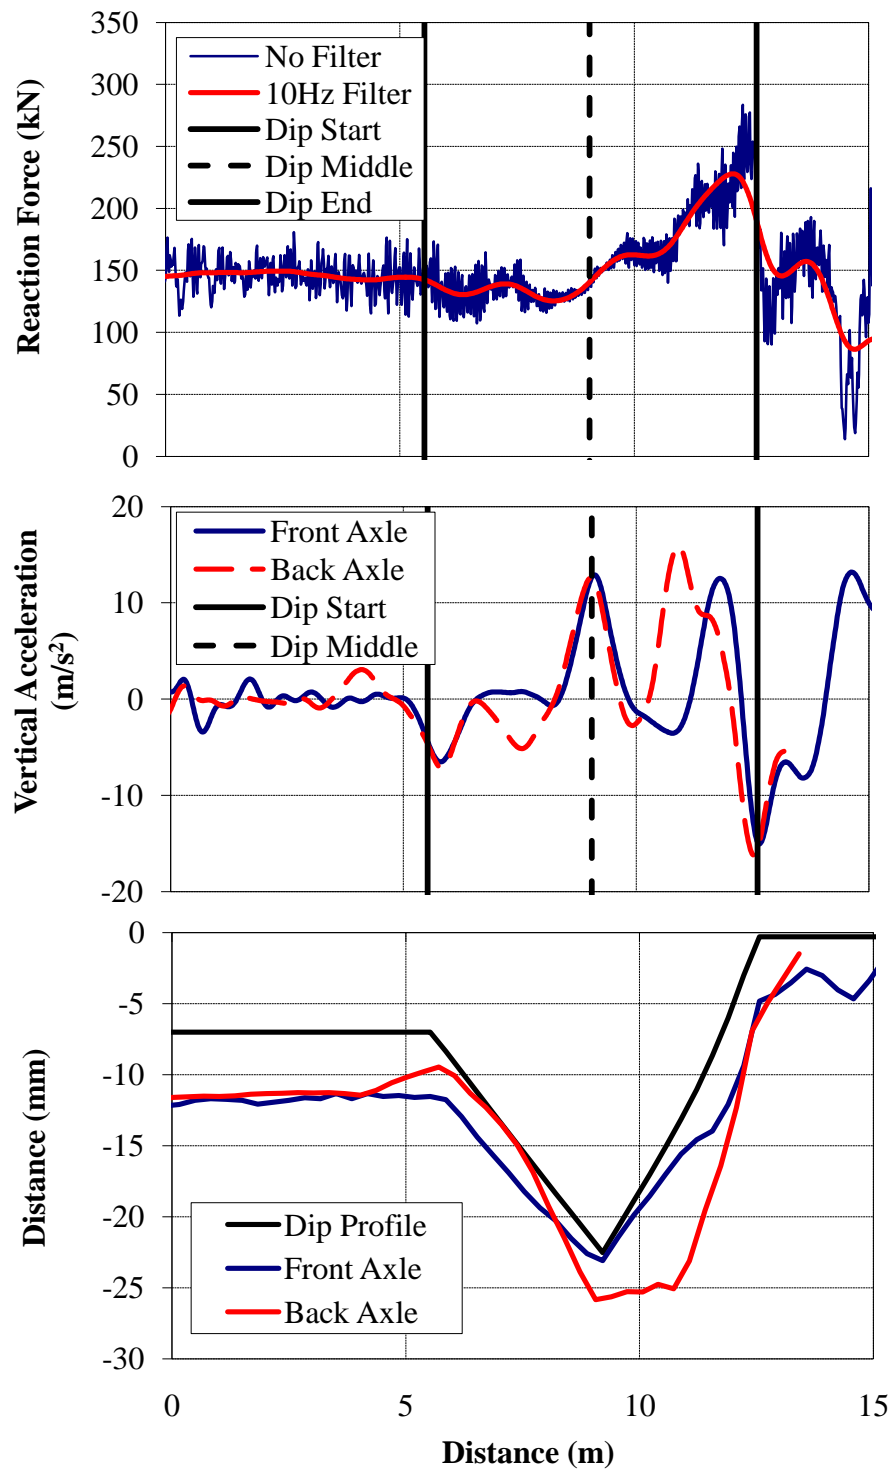 350
300
250
200
150
100
50
0
Reaction Force (kN)
No Filter
10Hz Filter
Dip Start
Dip Middle
Dip End
20
10
0
-10
-20
Vertical Acceleration
(m/s²)
Front Axle
Back Axle
Dip Start
Dip Middle
0
-5
-10
-15
-20
-25
-30
Distance (mm)
Dip Profile
Front Axle
Back Axle
0 5 10 15
Distance (m)